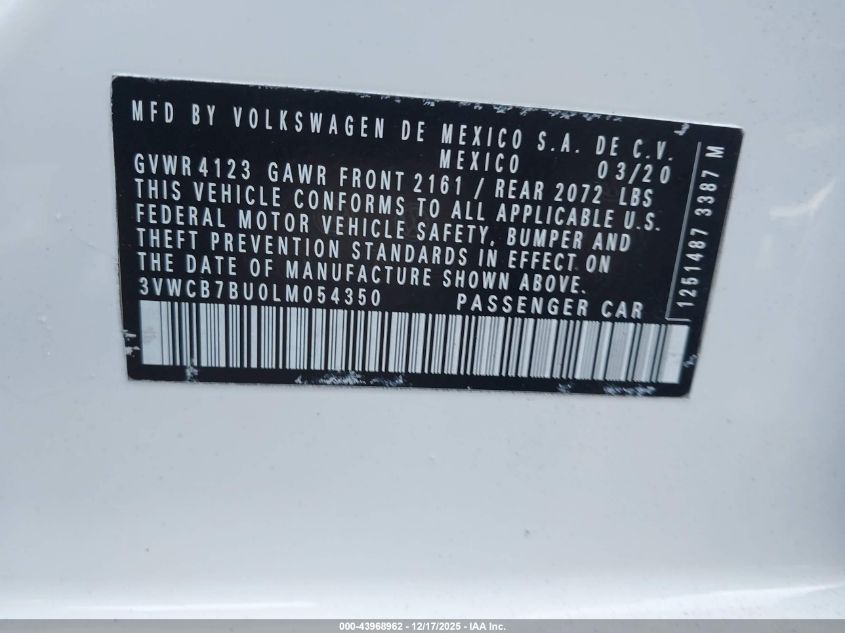 MFD BY VOLKSWAGEN DE MEXICO S.A. DE C.V.
MEXICO 03/20
GVWR 4123 GAWR FRONT 2161 / REAR 2072 LBS
THIS VEHICLE CONFORMS TO ALL APPLICABLE U.S.
FEDERAL MOTOR VEHICLE SAFETY, BUMPER AND
THEFT PREVENTION STANDARDS IN EFFECT ON
THE DATE OF MANUFACTURE SHOWN ABOVE.
3VWCB7BU0LM054350 PASSENGER CAR
1251487 3387 M
000-43968962 - 12/17/2025 - IAA Inc.